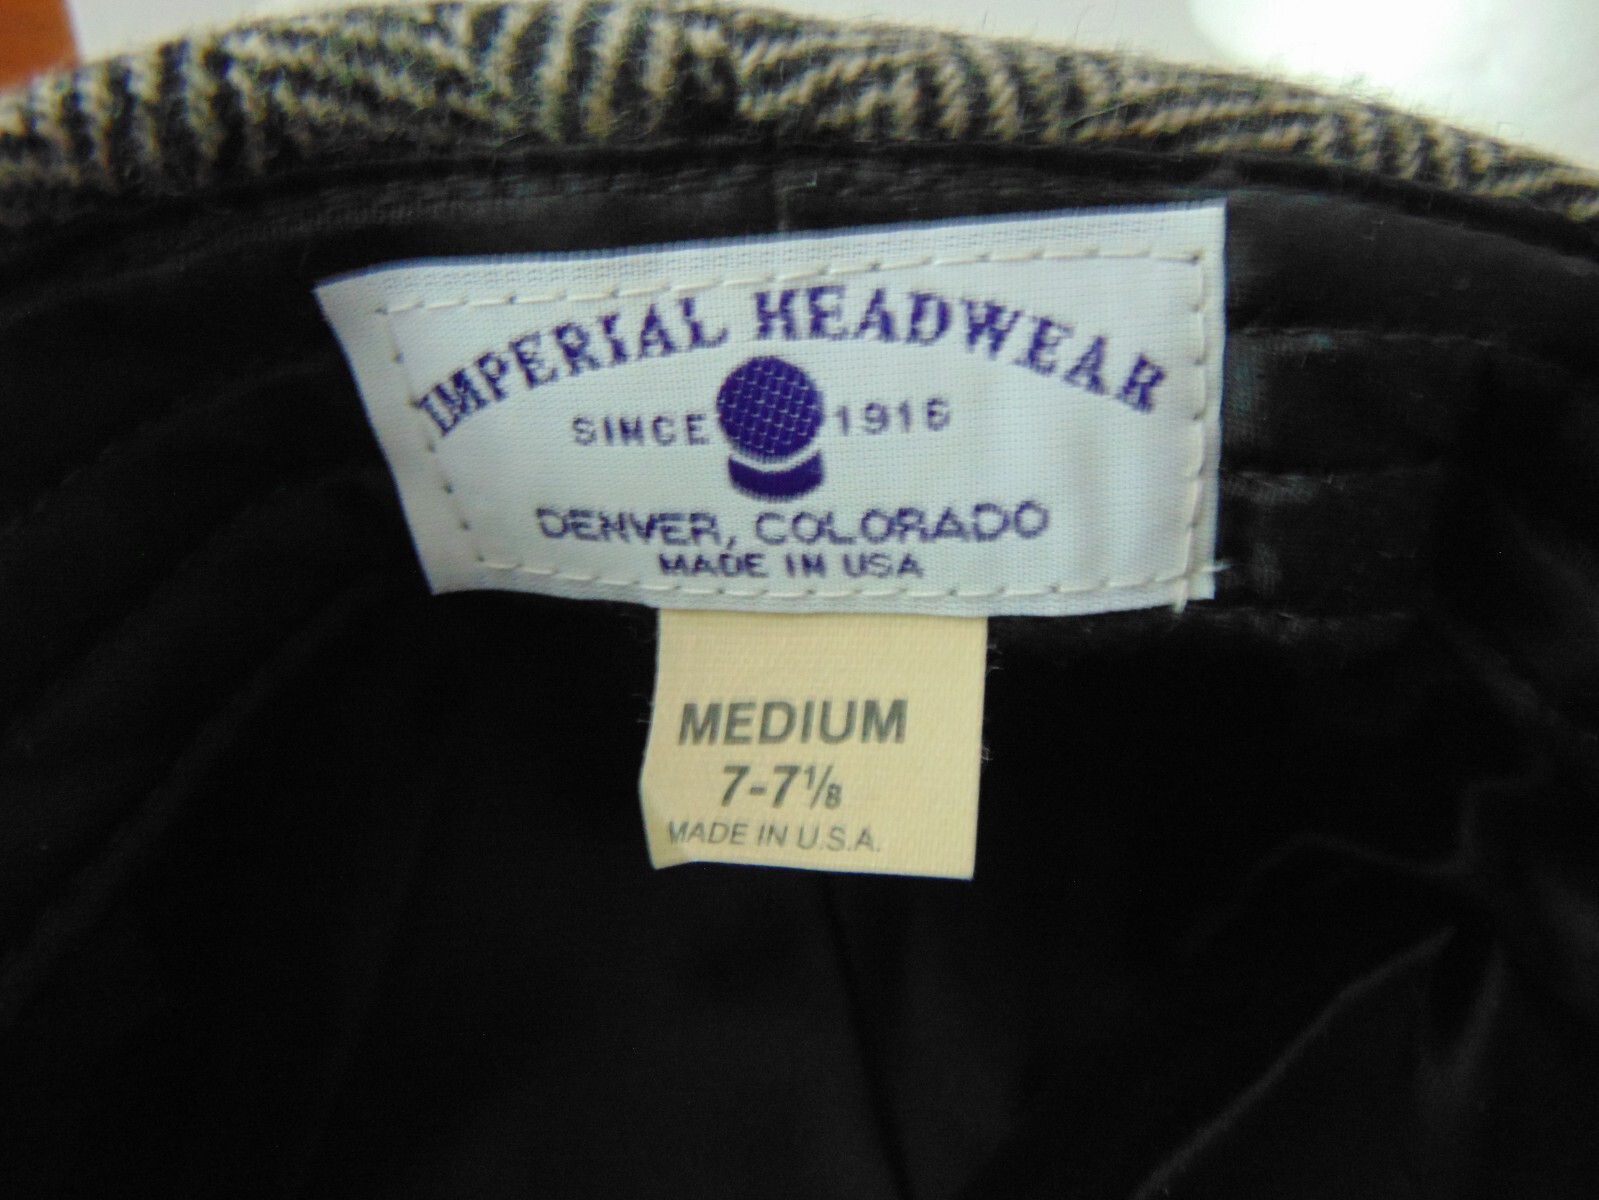 IMPERIAL HEADWEAR
SINCE 1916
DENVER, COLORADO
MADE IN USA
MEDIUM
7-7⅛
MADE IN U.S.A.